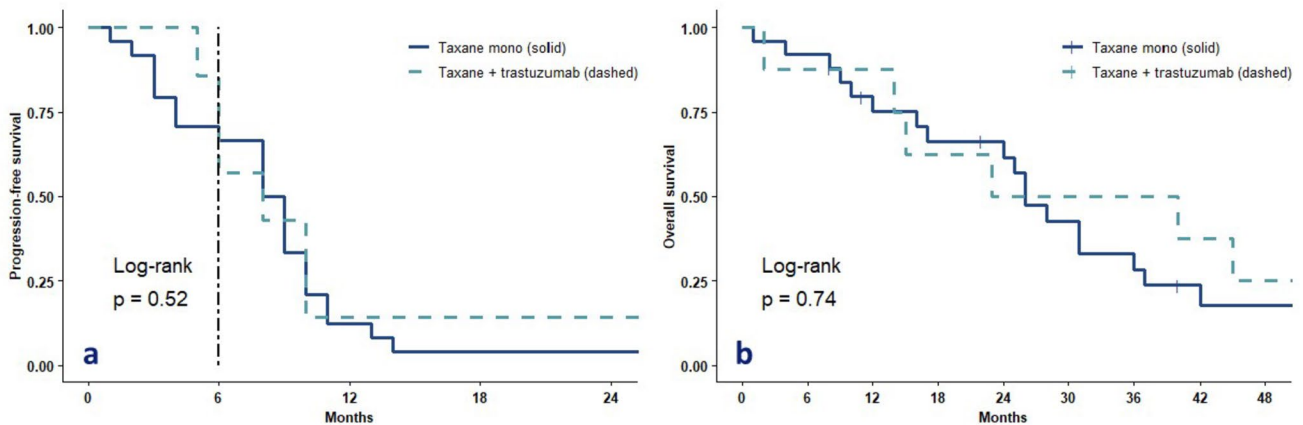 1.00
0.75
0.50
0.25
0.00
Progression-free survival
Taxane mono (solid)
Taxane + trastuzumab (dashed)
Log-rank
p = 0.52
a
0 6 12 18 24
Months
1.00
0.75
0.50
0.25
0.00
Overall survival
Taxane mono (solid)
Taxane + trastuzumab (dashed)
Log-rank
p = 0.74
b
0 6 12 18 24 30 36 42 48
Months